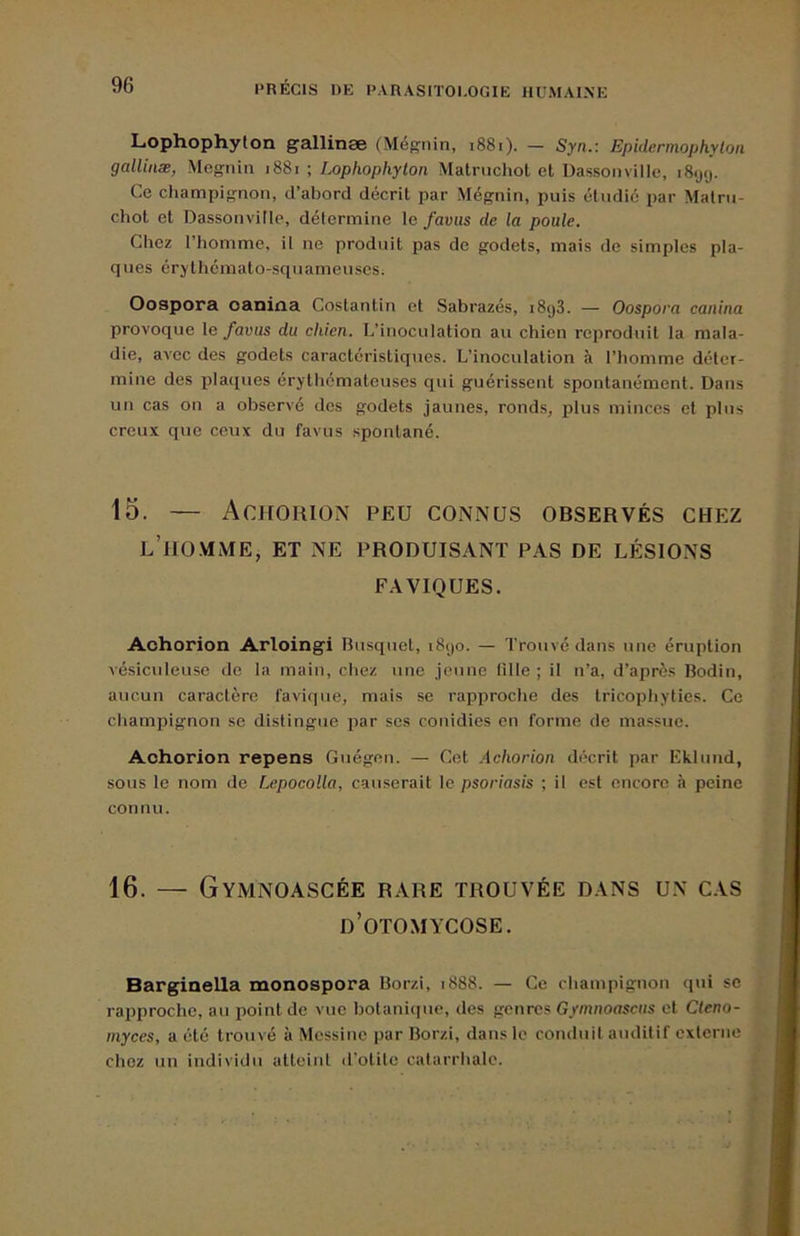 96
PRÉCIS DE PARASITOLOGIE HUMAINE
Lophophyton gallinæ (Mégnin, 1881). — Syn.: Epidermophyton
gallinæ, Megnin 1881 ; Lophophyton Matruchot et Dassonville, 1899.
Ce champignon, d'abord décrit par Mégnin, puis étudié par Matru-
chot et Dassonville, détermine le favus de la poule.
Chez l'homme, il ne produit pas de godets, mais de simples pla-
ques érythémato-squameuses.
Oospora canina Costantin et Sabrazés, 1893. — Oospora canina
provoque le favus du chien. L'inoculation au chien reproduit la mala-
die, avec des godets caractéristiques. L'inoculation à l'homme déter-
mine des plaques érythémateuses qui guérissent spontanément. Dans
un cas on a observé des godets jaunes, ronds, plus minces et plus
creux que ceux du favus spontané.
15. — ACHORION PEU CONNUS OBSERVÉS CHEZ
L'HOMME, ET NE PRODUISANT PAS DE LÉSIONS
FAVIQUES.
Achorion Arloingi Busquet, 1890. — Trouvé dans une éruption
vésiculeuse de la main, chez une jeune fille ; il n'a, d'après Bodin,
aucun caractère favique, mais se rapproche des tricophyties. Ce
champignon se distingue par ses conidies en forme de massue.
Achorion repens Guégen. — Cet Achorion décrit par Eklund,
sous le nom de Lepocolla, causerait le psoriasis ; il est encore à peine
connu.
16. — GYMNOASCÉE RARE TROUVÉE DANS UN CAS
D'OTOMYCOSE.
Barginella monospora Borzi, 1888. — Ce champignon qui se
rapproche, au point de vue botanique, des genres Gymnoascus et Cteno-
myces, a été trouvé à Messine par Borzi, dans le conduit auditif externe
chez un individu atteint d'otite catarrhale.